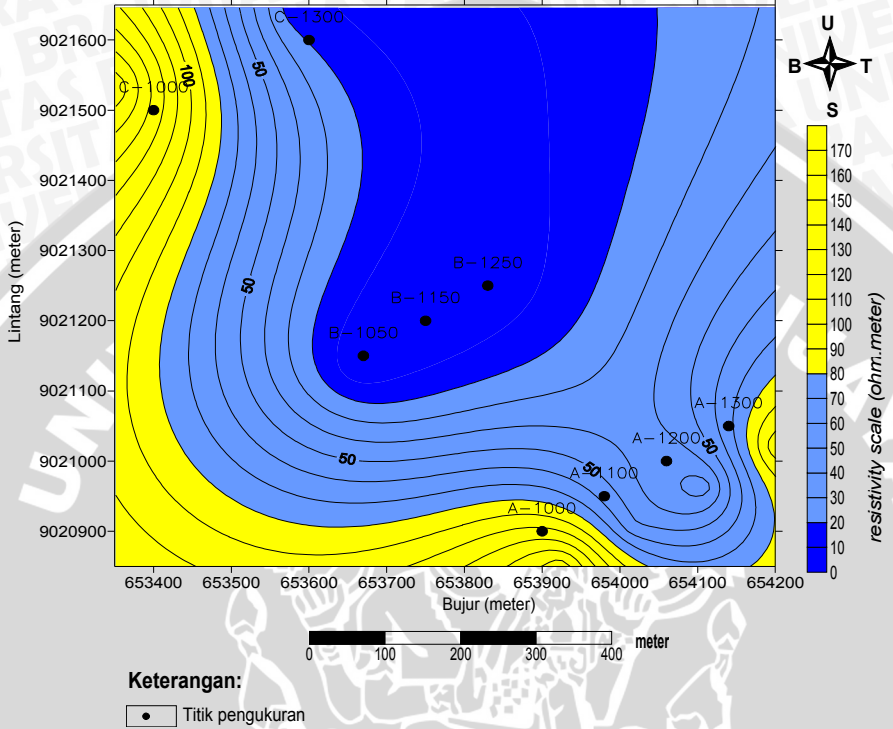 C-1300
9021600
9021500
9021400
9021300
9021200
9021100
9021000
9020900
Lintang (meter)
C-1000
100
50
50
B-1250
B-1150
B-1050
A-1300
A-1200
50
50
50
A-1100
A-1000
653400 653500 653600 653700 653800 653900 654000 654100 654200
Bujur (meter)
U
B T
S
170
160
150
140
130
120
110
100
90
80
70
60
50
40
30
20
10
0
resistivity scale (ohm.meter)
0 100 200 300 400 meter
Keterangan:
Titik pengukuran